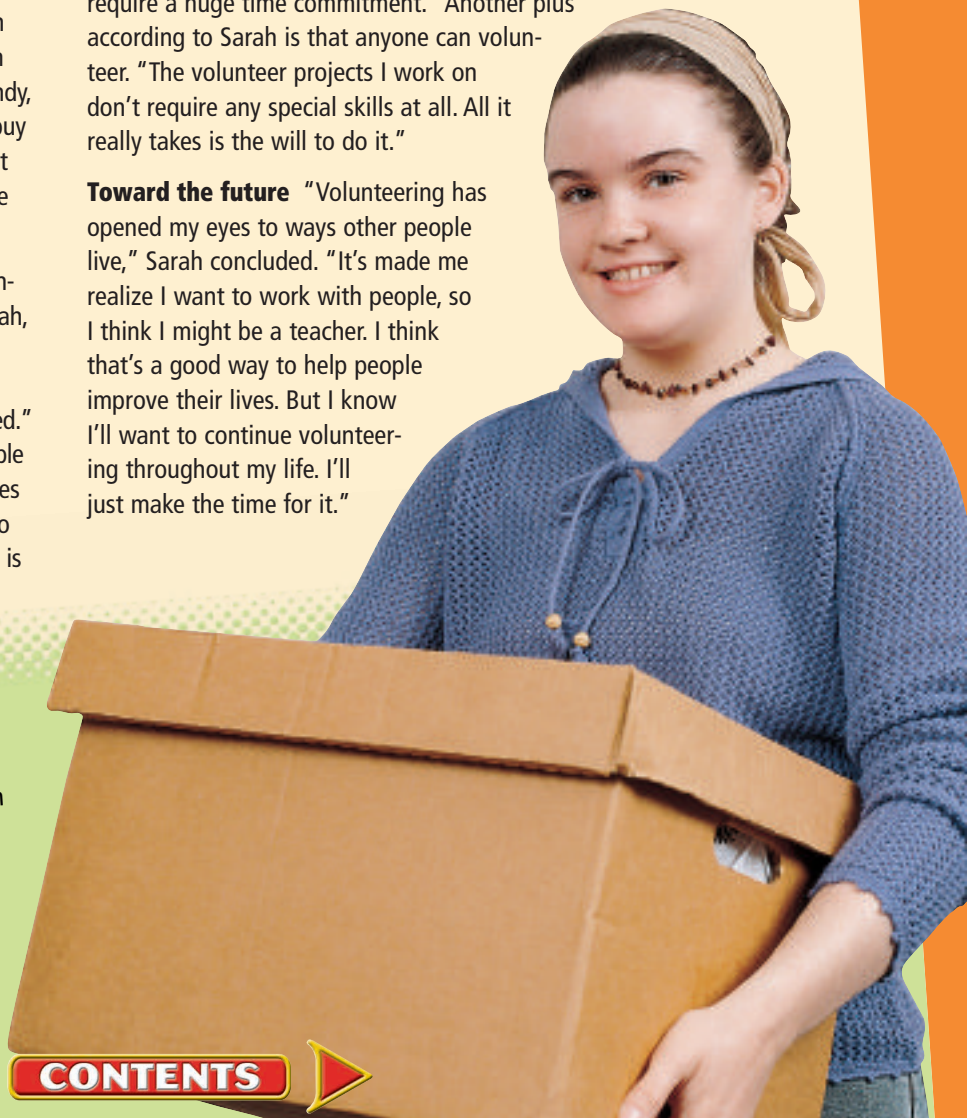 ndy,
buy
ah,
ed."
is
require a huge time commitment." Another plus
according to Sarah is that anyone can volun-
teer. "The volunteer projects I work on
don't require any special skills at all. All it
really takes is the will to do it."
Toward the future "Volunteering has
opened my eyes to ways other people
live," Sarah concluded. "It's made me
realize I want to work with people, so
I think I might be a teacher. I think
that's a good way to help people
improve their lives. But I know
I'll want to continue volunteer-
ing throughout my life. I'll
just make the time for it."
CONTENTS